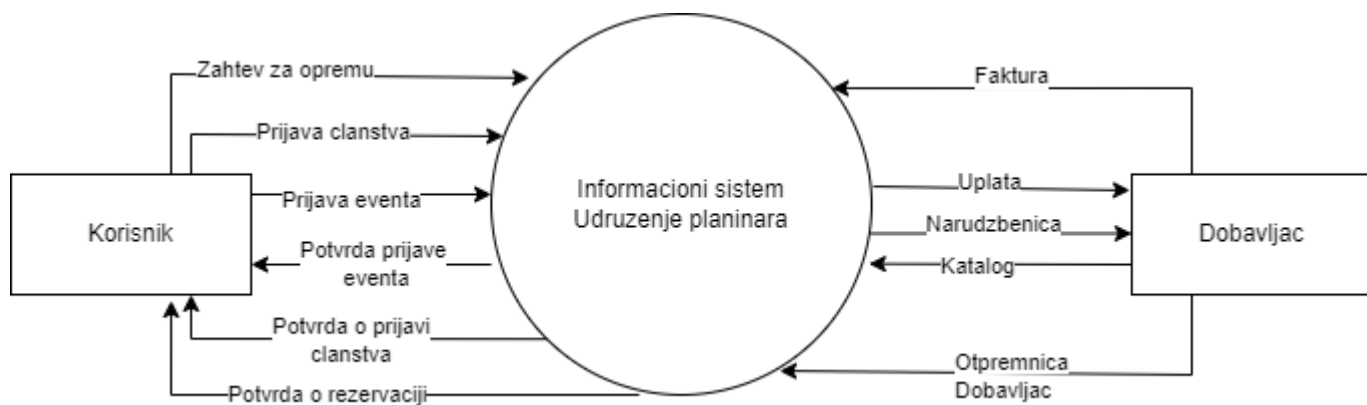 Zahtev za opremu
Prijava clanstva
Prijava eventa
Korisnik
Potvrda prijave
eventa
Potvrda o prijavi
clanstva
Potvrda o rezervaciji
Informacioni sistem
Udruzenje planinara
Faktura
Uplata
Narudzbenica
Katalog
Dobavljac
Otpremnica
Dobavljac